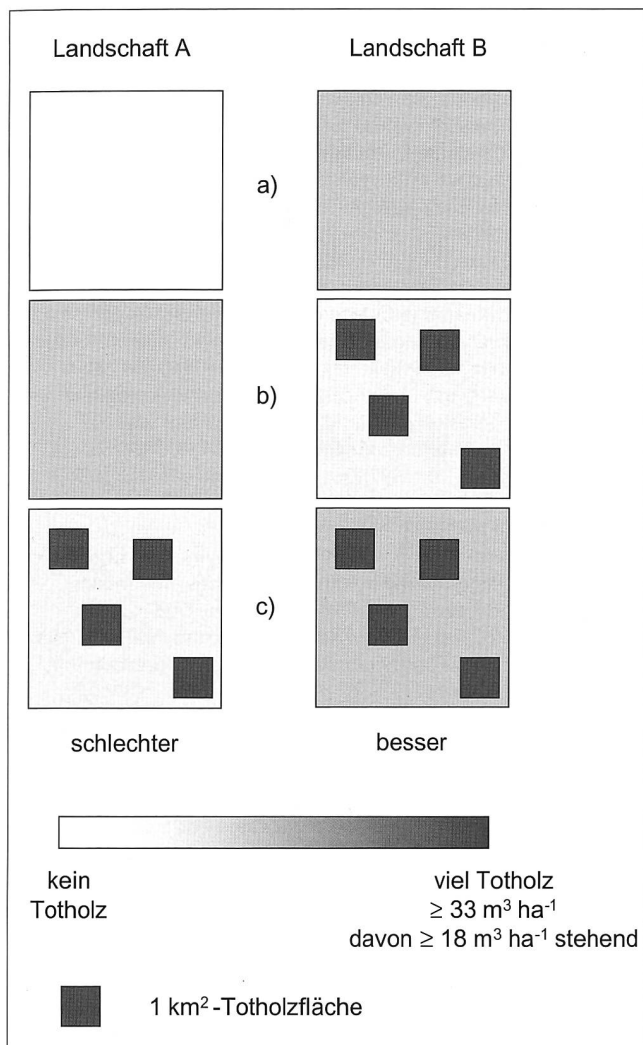 Landschaft A
Landschaft B
a)
b)
c)
schlechter
besser
kein
Totholz
viel Totholz
≥ 33 m³ ha⁻¹
davon ≥ 18 m³ ha⁻¹ stehend
1 km²-Totholzfläche